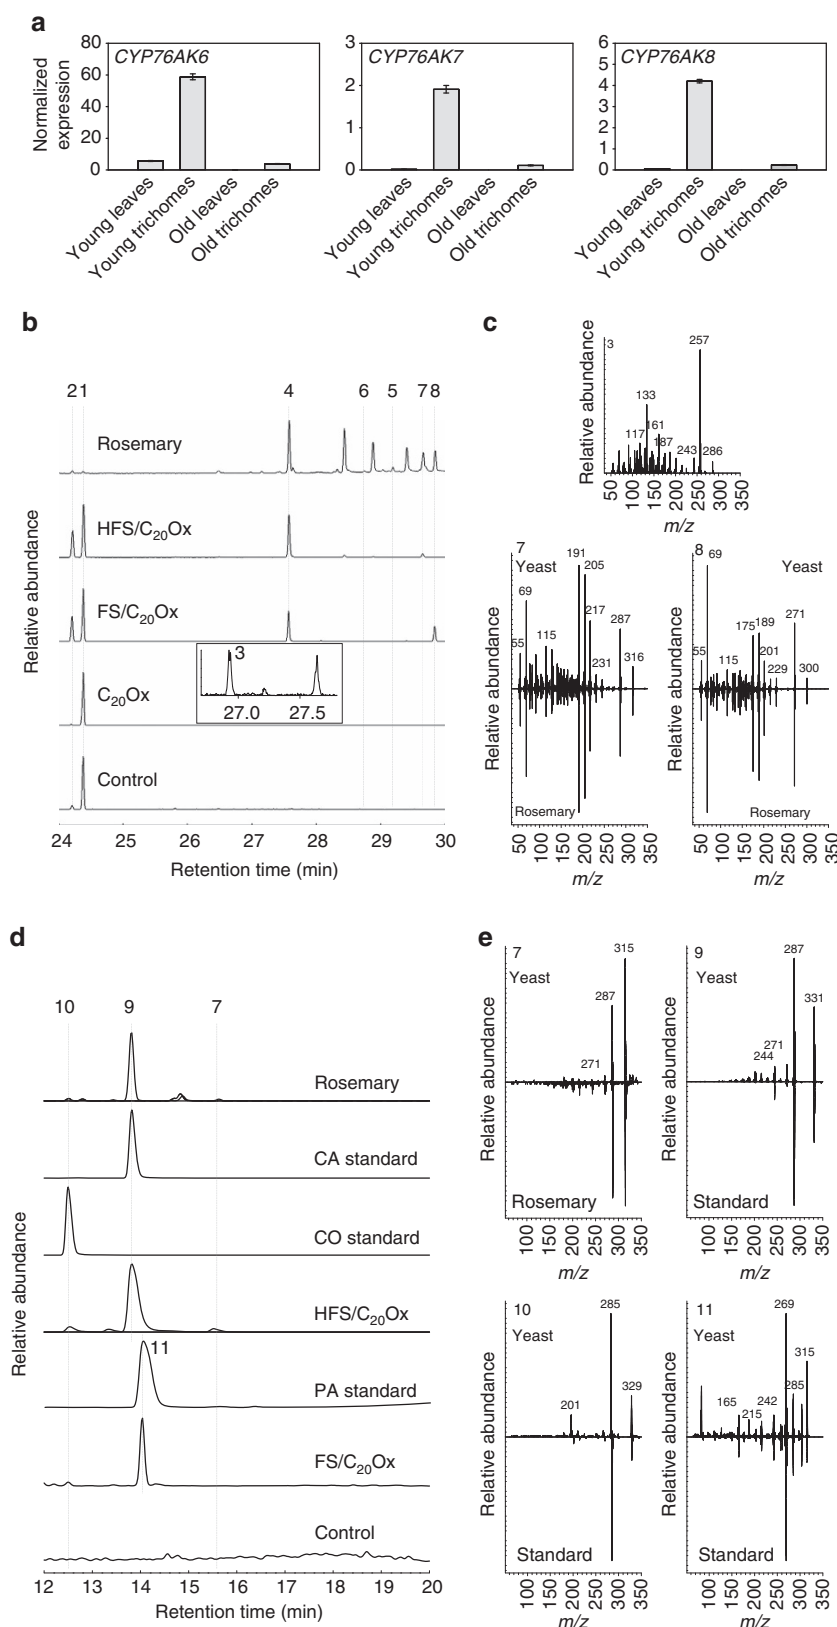 a
80
60
40
20
0
Normalized
expression
CYP76AK6
Young leaves
Young trichomes
Old leaves
Old trichomes
3
2
1
0
CYP76AK7
Young leaves
Young trichomes
Old leaves
Old trichomes
6
5
4
3
2
1
0
CYP76AK8
Young leaves
Young trichomes
Old leaves
Old trichomes
b
21 4 6 5 7 8
Relative abundance
Rosemary
HFS/C20Ox
FS/C20Ox
3
27.0 27.5
C20Ox
Control
24 25 26 27 28 29 30
Retention time (min)
c
Relative abundance
3
257
133
161
117
187
243
286
50 100 150 200 250 300 350
m/z
Relative abundance
7
Yeast
191
205
69
217
287
55
115
231
316
Rosemary
50 100 150 200 250 300 350
m/z
Relative abundance
8
69
Yeast
271
175
189
55
201
115
229
300
Rosemary
50 100 150 200 250 300 350
m/z
d
10 9 7
Relative abundance
Rosemary
CA standard
CO standard
HFS/C20Ox
11
PA standard
FS/C20Ox
Control
12 13 14 15 16 17 18 19 20
Retention time (min)
e
Relative abundance
7
Yeast
315
287
271
Rosemary
100 150 200 250 300 350
m/z
Relative abundance
9
Yeast
287
331
271
244
Standard
100 150 200 250 300 350
m/z
Relative abundance
10
Yeast
285
329
201
Standard
100 150 200 250 300 350
m/z
Relative abundance
11
Yeast
269
315
285
242
165
215
Standard
100 150 200 250 300 350
m/z